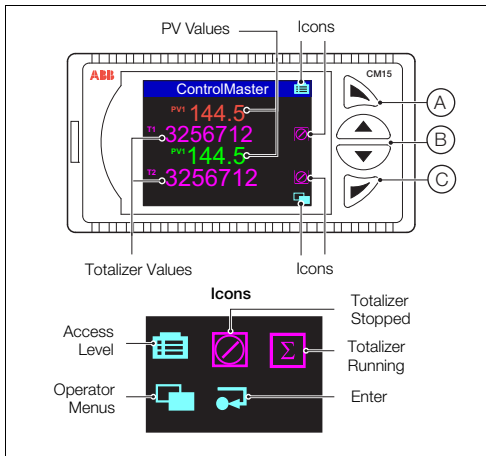 PV Values
Icons
ABB
CM15
ControlMaster
PV1 144.5
T1 3256712
PV1 144.5
T2 3256712
A
B
C
Totalizer Values
Icons
Icons
Access
Level
Totalizer
Stopped
Σ
Totalizer
Running
Operator
Menus
Enter